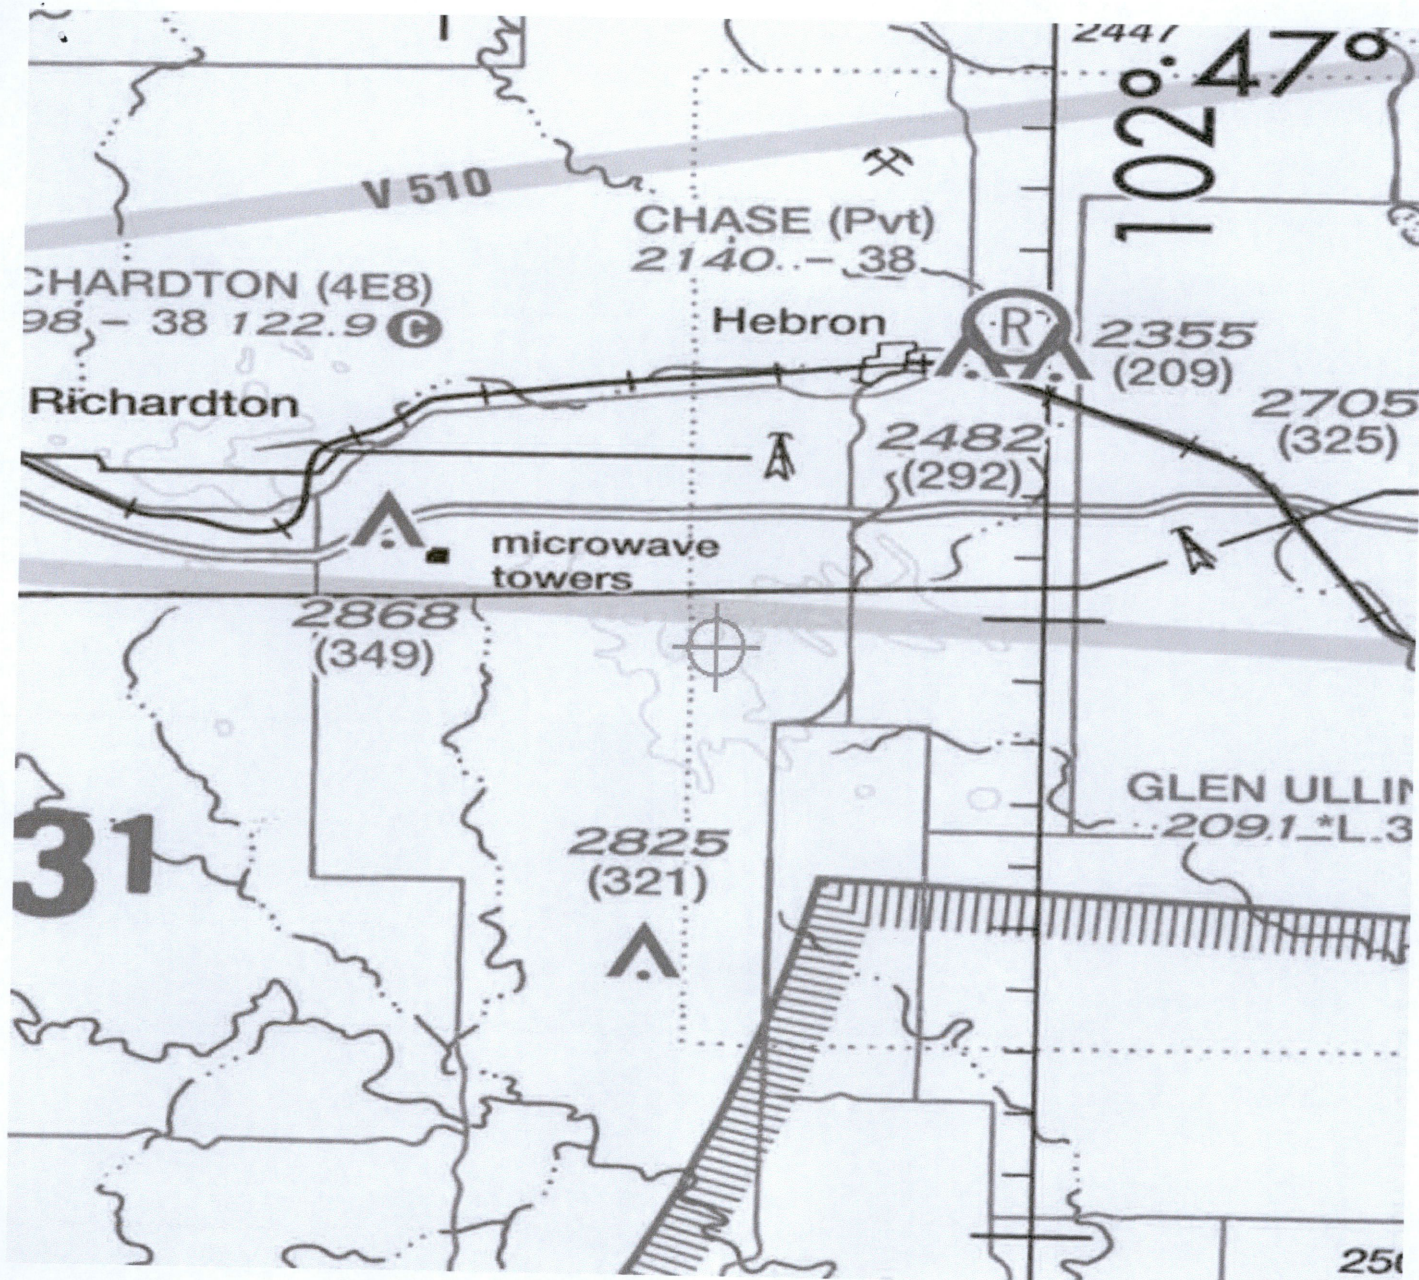 2447
47°
102°
V 510
CHASE (Pvt)
2140 - 38
CHARDTON (4E8)
98 - 38 122.9 C
Hebron
R
2355
(209)
Richardton
2705
(325)
2482
(292)
microwave
towers
2868
(349)
GLEN ULLIN
2091 *L 3
31
2825
(321)
250